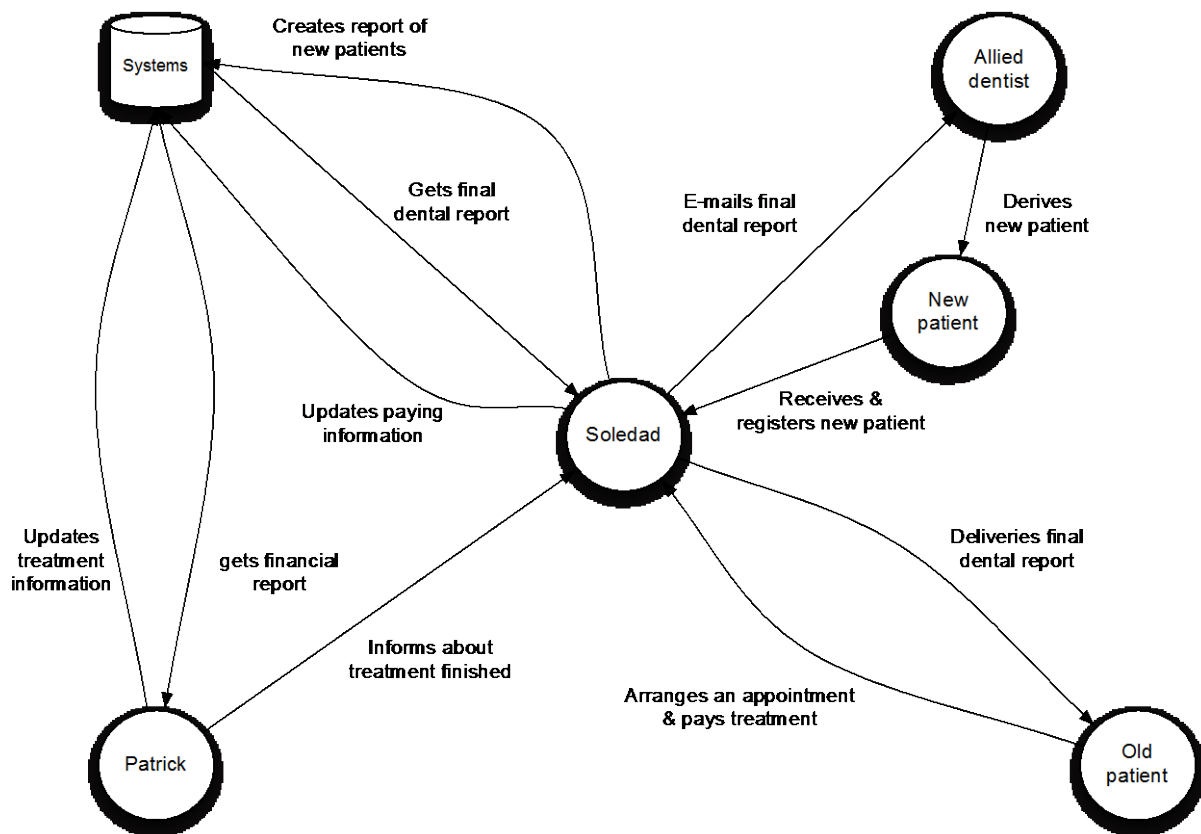 Creates report of
new patients
Systems
Allied
dentist
Gets final
dental report
E-mails final
dental report
Derives
new patient
New
patient
Updates paying
information
Receives &
registers new patient
Soledad
Updates
treatment
information
gets financial
report
Deliveries final
dental report
Informs about
treatment finished
Arranges an appointment
& pays treatment
Patrick
Old
patient